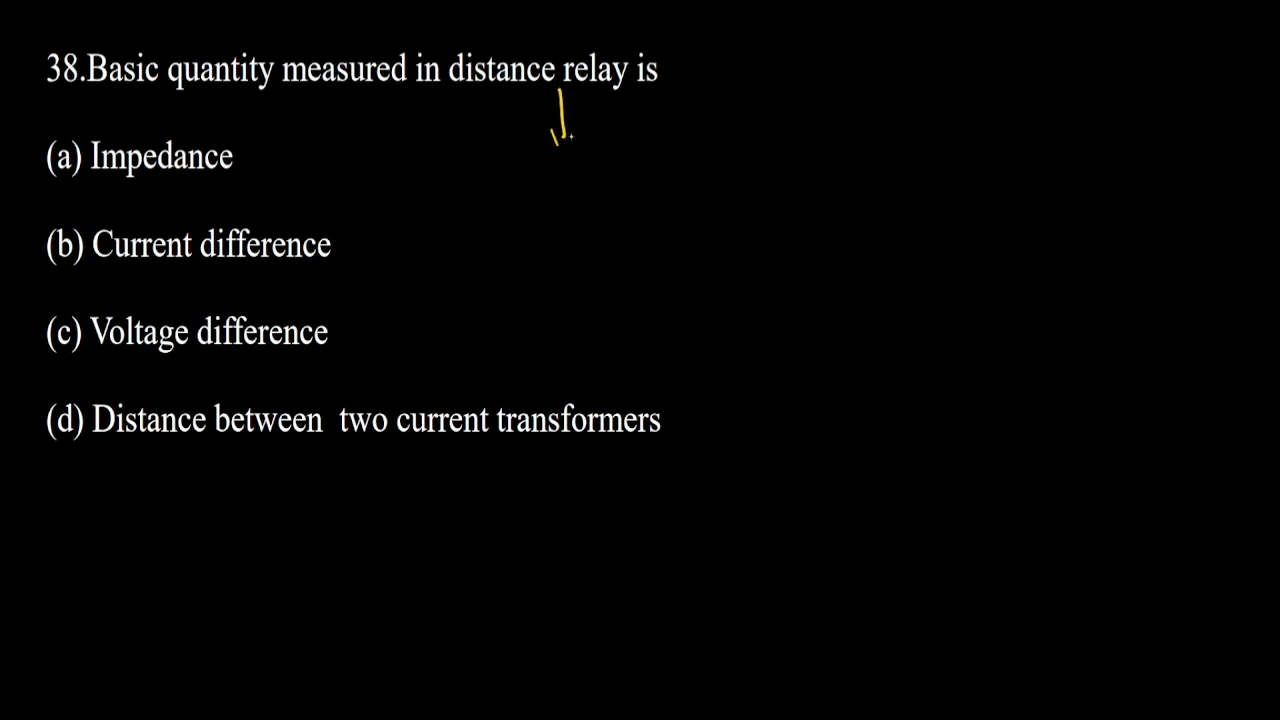 38.Basic quantity measured in distance relay is
(a) Impedance
(b) Current difference
(c) Voltage difference
(d) Distance between  two current transformers